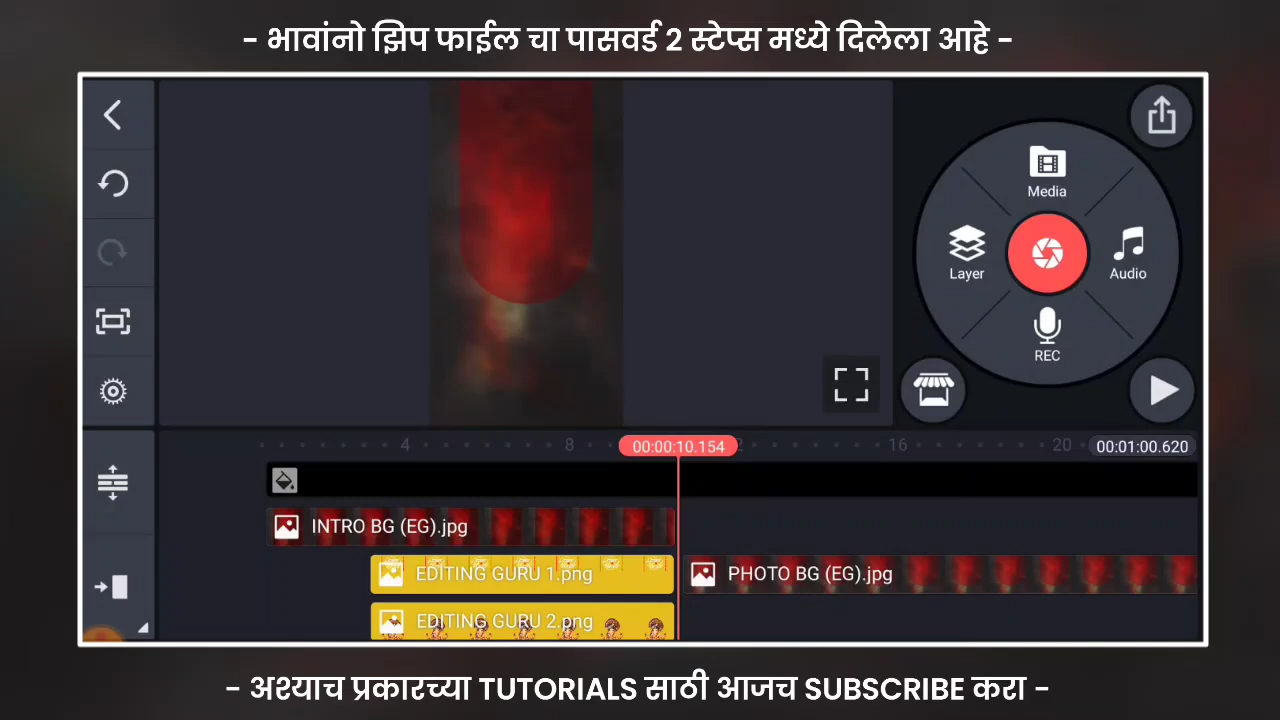 - भावांनो झिप फाईल चा पासवर्ड 2 स्टेप्स मध्ये दिलेला आहे -
Media
Layer
Audio
REC
4
8
00:00:10.154
2
16
20
00:01:00.620
INTRO BG (EG).jpg
EDITING GURU 1.png
PHOTO BG (EG).jpg
EDITING GURU 2.png
- अश्याच प्रकारच्या TUTORIALS साठी आजच SUBSCRIBE करा -